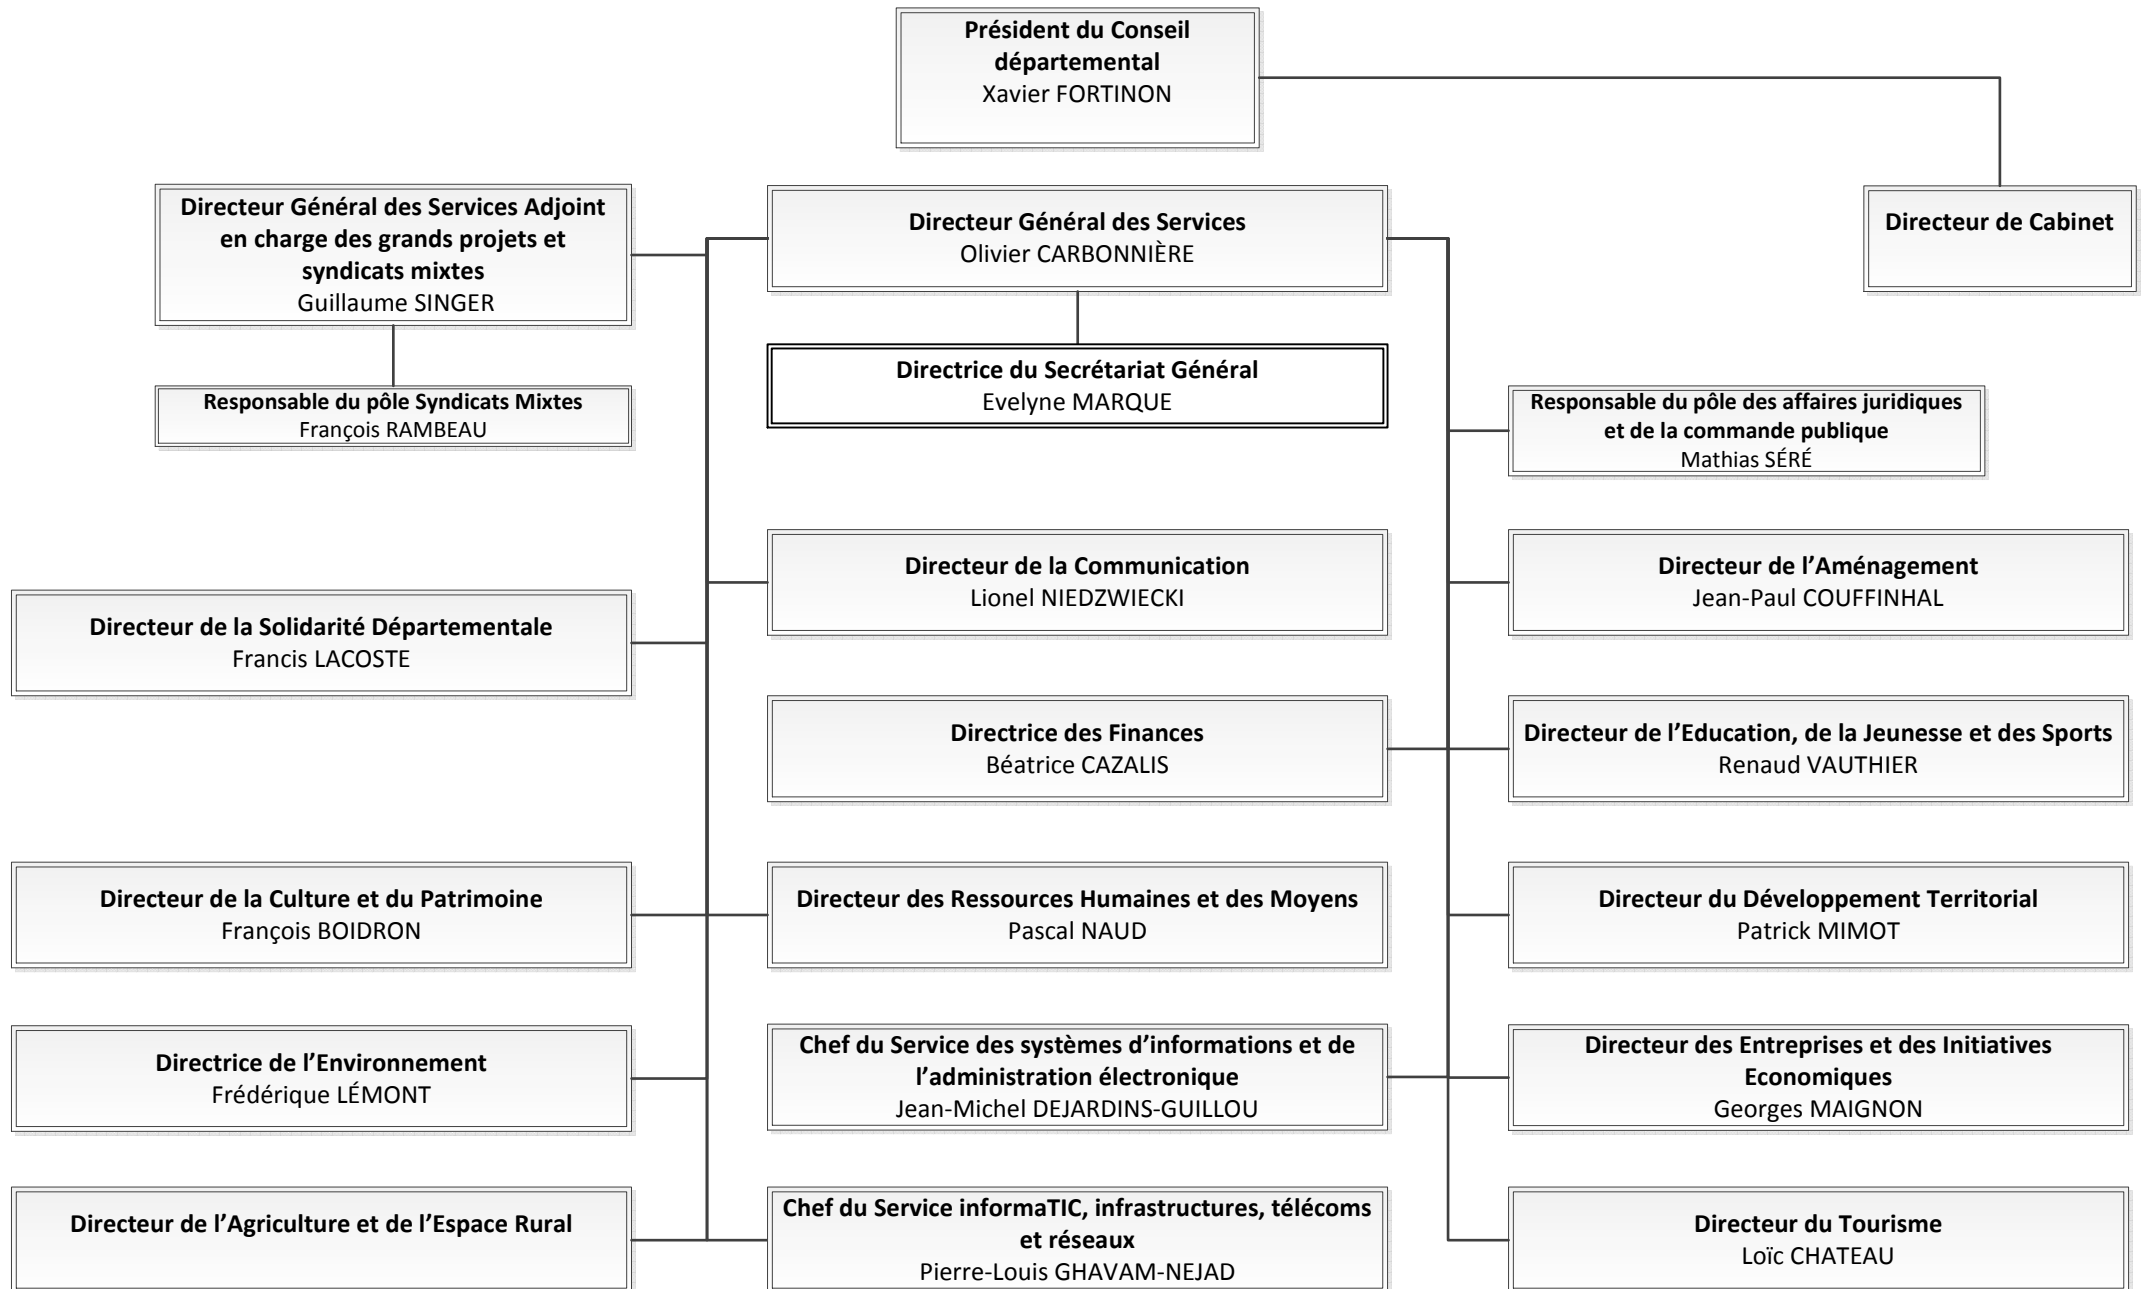 Président du Conseil
départemental
Xavier FORTINON
Directeur Général des Services Adjoint
en charge des grands projets et
syndicats mixtes
Guillaume SINGER
Directeur Général des Services
Olivier CARBONNIÈRE
Directeur de Cabinet
Directrice du Secrétariat Général
Evelyne MARQUE
Responsable du pôle Syndicats Mixtes
François RAMBEAU
Responsable du pôle des affaires juridiques
et de la commande publique
Mathias SÉRÉ
Directeur de la Communication
Lionel NIEDZWIECKI
Directeur de l’Aménagement
Jean-Paul COUFFINHAL
Directeur de la Solidarité Départementale
Francis LACOSTE
Directrice des Finances
Béatrice CAZALIS
Directeur de l’Education, de la Jeunesse et des Sports
Renaud VAUTHIER
Directeur de la Culture et du Patrimoine
François BOIDRON
Directeur des Ressources Humaines et des Moyens
Pascal NAUD
Directeur du Développement Territorial
Patrick MIMOT
Directrice de l’Environnement
Frédérique LÉMONT
Chef du Service des systèmes d’informations et de
l’administration électronique
Jean-Michel DEJARDINS-GUILLOU
Directeur des Entreprises et des Initiatives
Economiques
Georges MAIGNON
Directeur de l’Agriculture et de l’Espace Rural
Chef du Service informaTIC, infrastructures, télécoms
et réseaux
Pierre-Louis GHAVAM-NEJAD
Directeur du Tourisme
Loïc CHATEAU